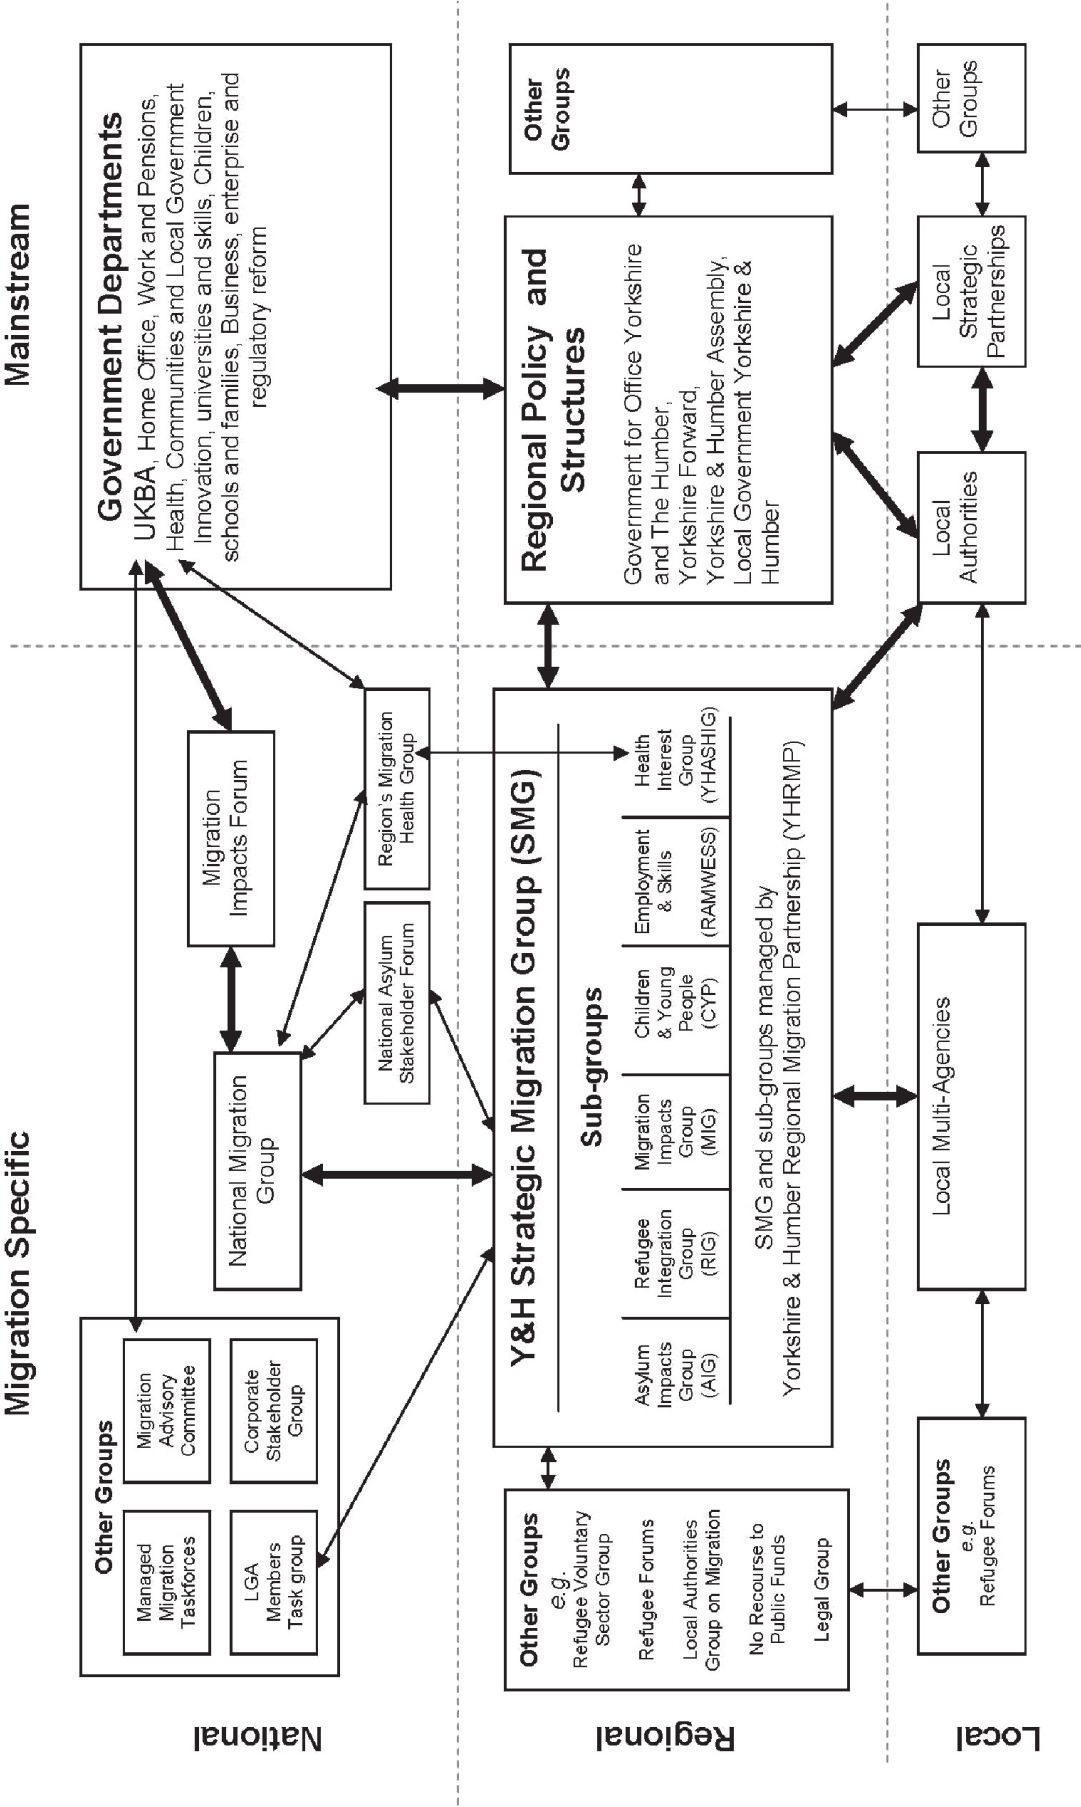 Migration Specific
Mainstream
National
Other Groups
Managed
Migration
Taskforces
Migration
Advisory
Committee
LGA
Members
Task group
Corporate
Stakeholder
Group
National Migration
Group
Migration
Impacts Forum
National Asylum
Stakeholder Forum
Region's Migration
Health Group
Government Departments
UKBA, Home Office, Work and Pensions,
Health, Communities and Local Government
Innovation, universities and skills, Children,
schools and families, Business, enterprise and
regulatory reform
Regional
Other Groups
e.g.
Refugee Voluntary
Sector Group
Refugee Forums
Local Authorities
Group on Migration
No Recourse to
Public Funds
Legal Group
Y&H Strategic Migration Group (SMG)
Sub-groups
Asylum
Impacts
Group
(AIG)
Refugee
Integration
Group
(RIG)
Migration
Impacts
Group
(MIG)
Children
& Young
People
(CYP)
Employment
& Skills
(RAMWESS)
Health
Interest
Group
(YHASHIG)
SMG and sub-groups managed by
Yorkshire & Humber Regional Migration Partnership (YHRMP)
Regional Policy and
Structures
Government for Office Yorkshire
and The Humber,
Yorkshire Forward,
Yorkshire & Humber Assembly,
Local Government Yorkshire &
Humber
Other
Groups
Local
Other Groups
e.g.
Refugee Forums
Local Multi-Agencies
Local
Authorities
Local
Strategic
Partnerships
Other
Groups